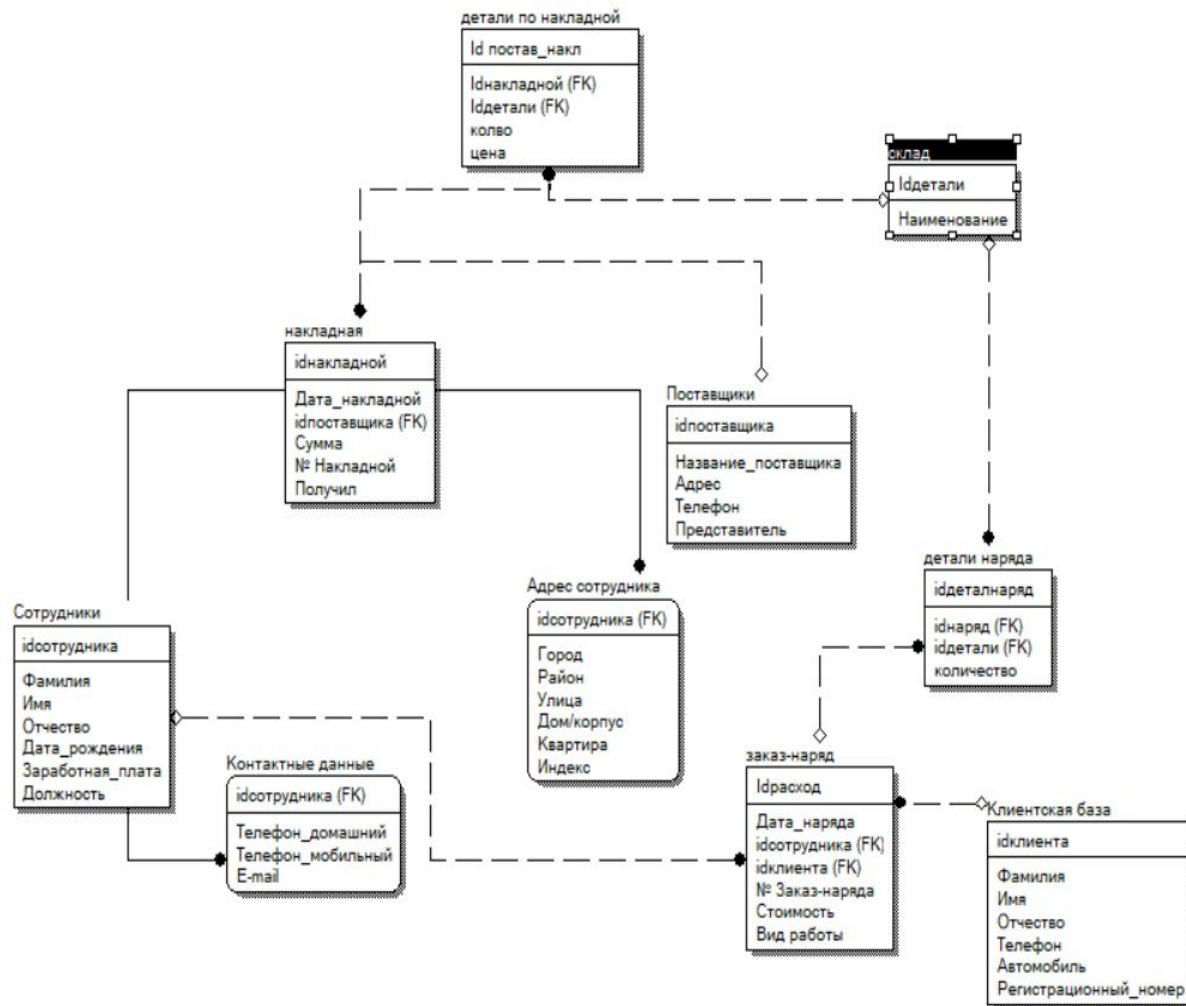 детали по накладной
Id постав_накл
Idнакладной (FK)
Idдетали (FK)
колво
цена
склад
Idдетали
Наименование
накладная
idнакладной
Дата_накладной
idпоставщика (FK)
Сумма
№ Накладной
Получил
Поставщики
idпоставщика
Название_поставщика
Адрес
Телефон
Представитель
детали наряда
idдеталнаряд
idнаряд (FK)
idдетали (FK)
количество
Адрес сотрудника
idсотрудника (FK)
Город
Район
Улица
Дом/корпус
Квартира
Индекс
Сотрудники
idсотрудника
Фамилия
Имя
Отчество
Дата_рождения
Заработная_плата
Должность
Контактные данные
idсотрудника (FK)
Телефон_домашний
Телефон_мобильный
E-mail
заказ-наряд
Idрасход
Дата_наряда
idсотрудника (FK)
idклиента (FK)
№ Заказ-наряда
Стоимость
Вид работы
Клиентская база
idклиента
Фамилия
Имя
Отчество
Телефон
Автомобиль
Регистрационный_номер